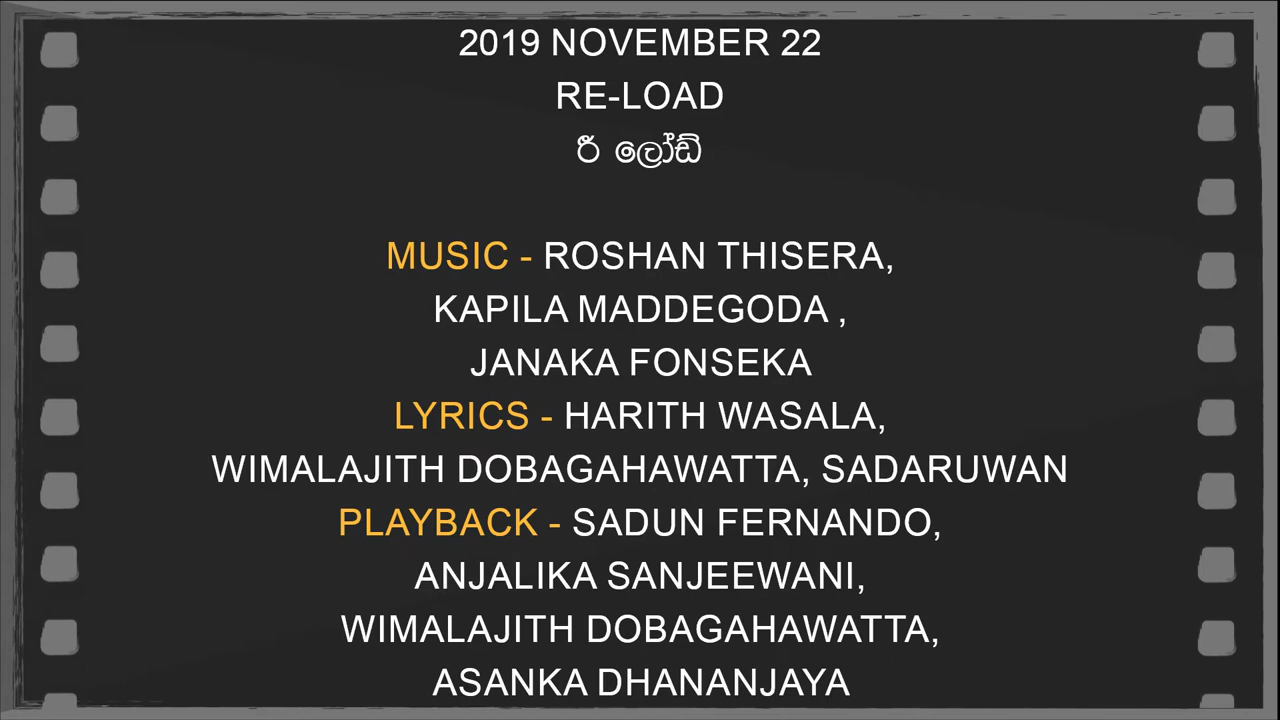 2019 NOVEMBER 22
RE-LOAD
රී ලෝඩ්
MUSIC - ROSHAN THISERA,
KAPILA MADDEGODA ,
JANAKA FONSEKA
LYRICS - HARITH WASALA,
WIMALAJITH DOBAGAHAWATTA, SADARUWAN
PLAYBACK - SADUN FERNANDO,
ANJALIKA SANJEEWANI,
WIMALAJITH DOBAGAHAWATTA,
ASANKA DHANANJAYA